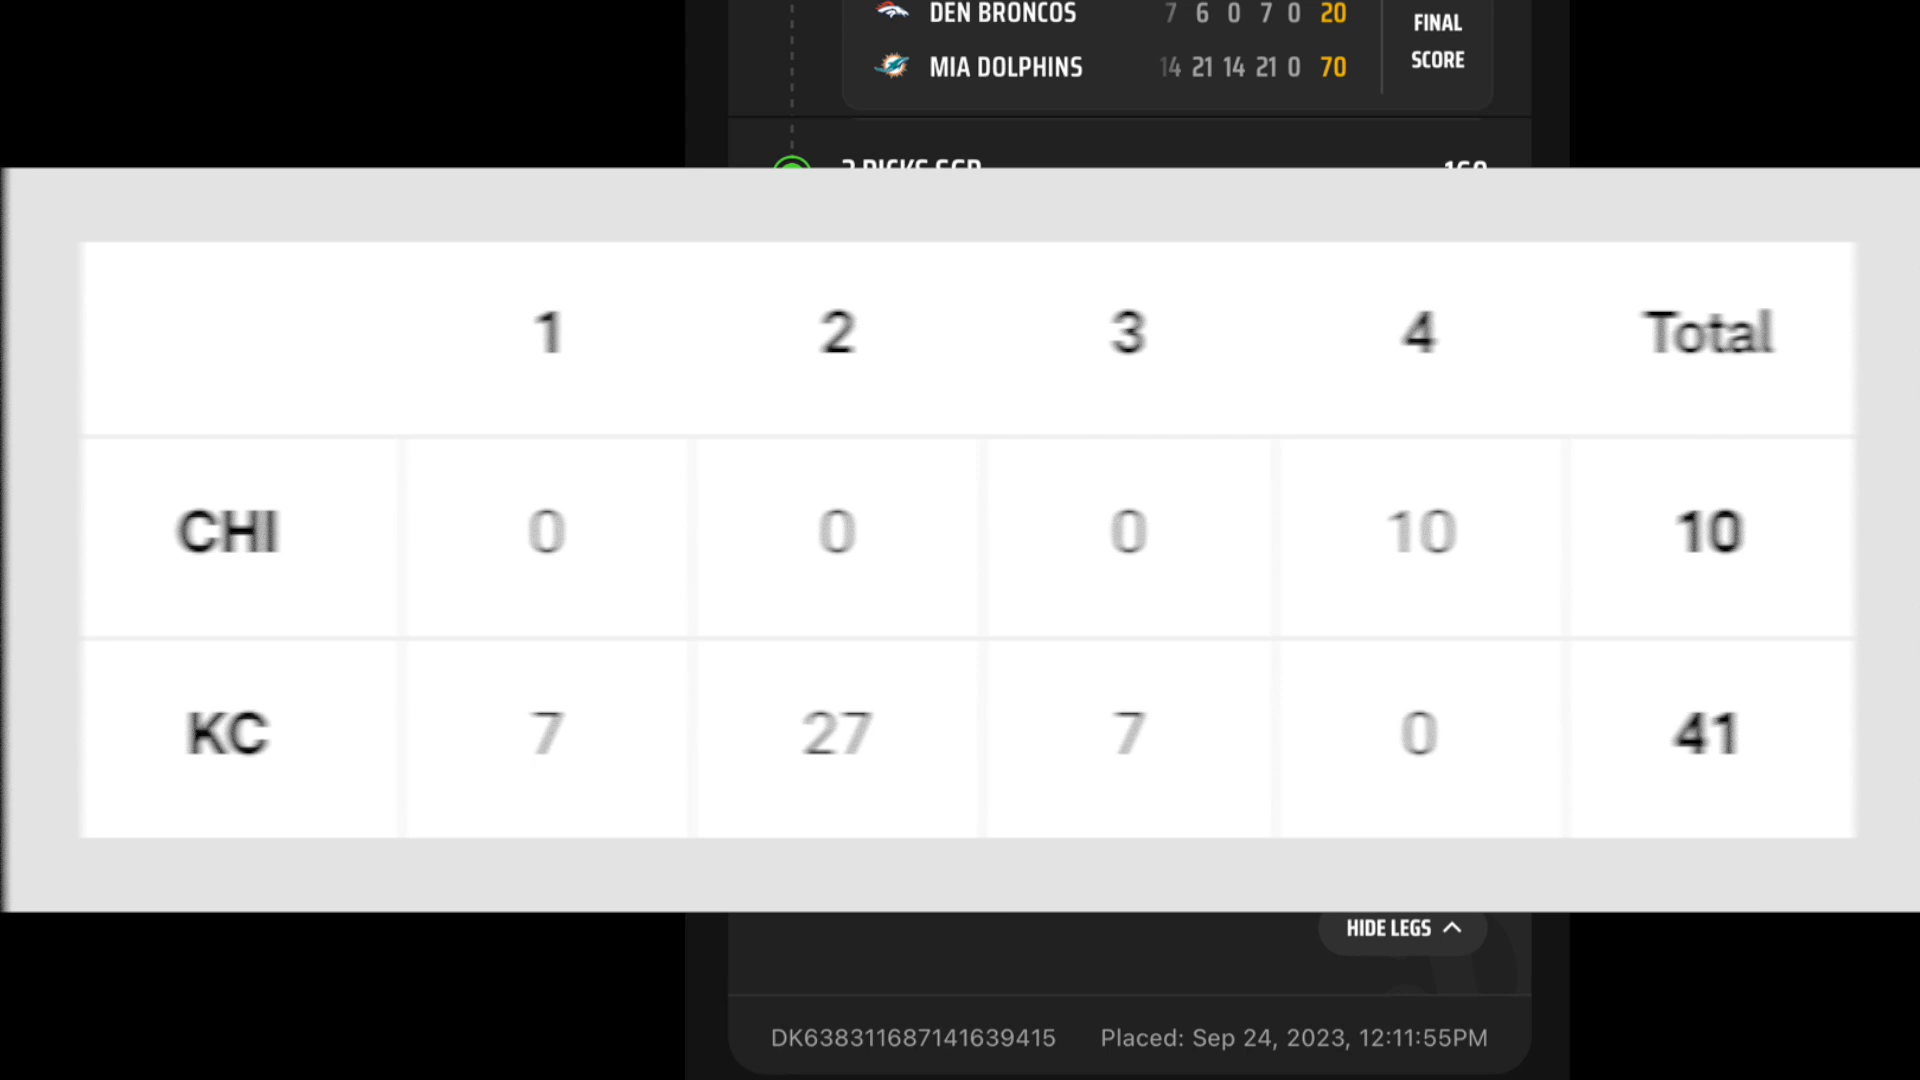 DEN BRONCOS 7 6 0 7 0 20
MIA DOLPHINS 14 21 14 21 0 70
FINAL
SCORE
1 2 3 4 Total
CHI 0 0 0 10 10
KC 7 27 7 0 41
HIDE LEGS
DK638311687141639415 Placed: Sep 24, 2023, 12:11:55PM